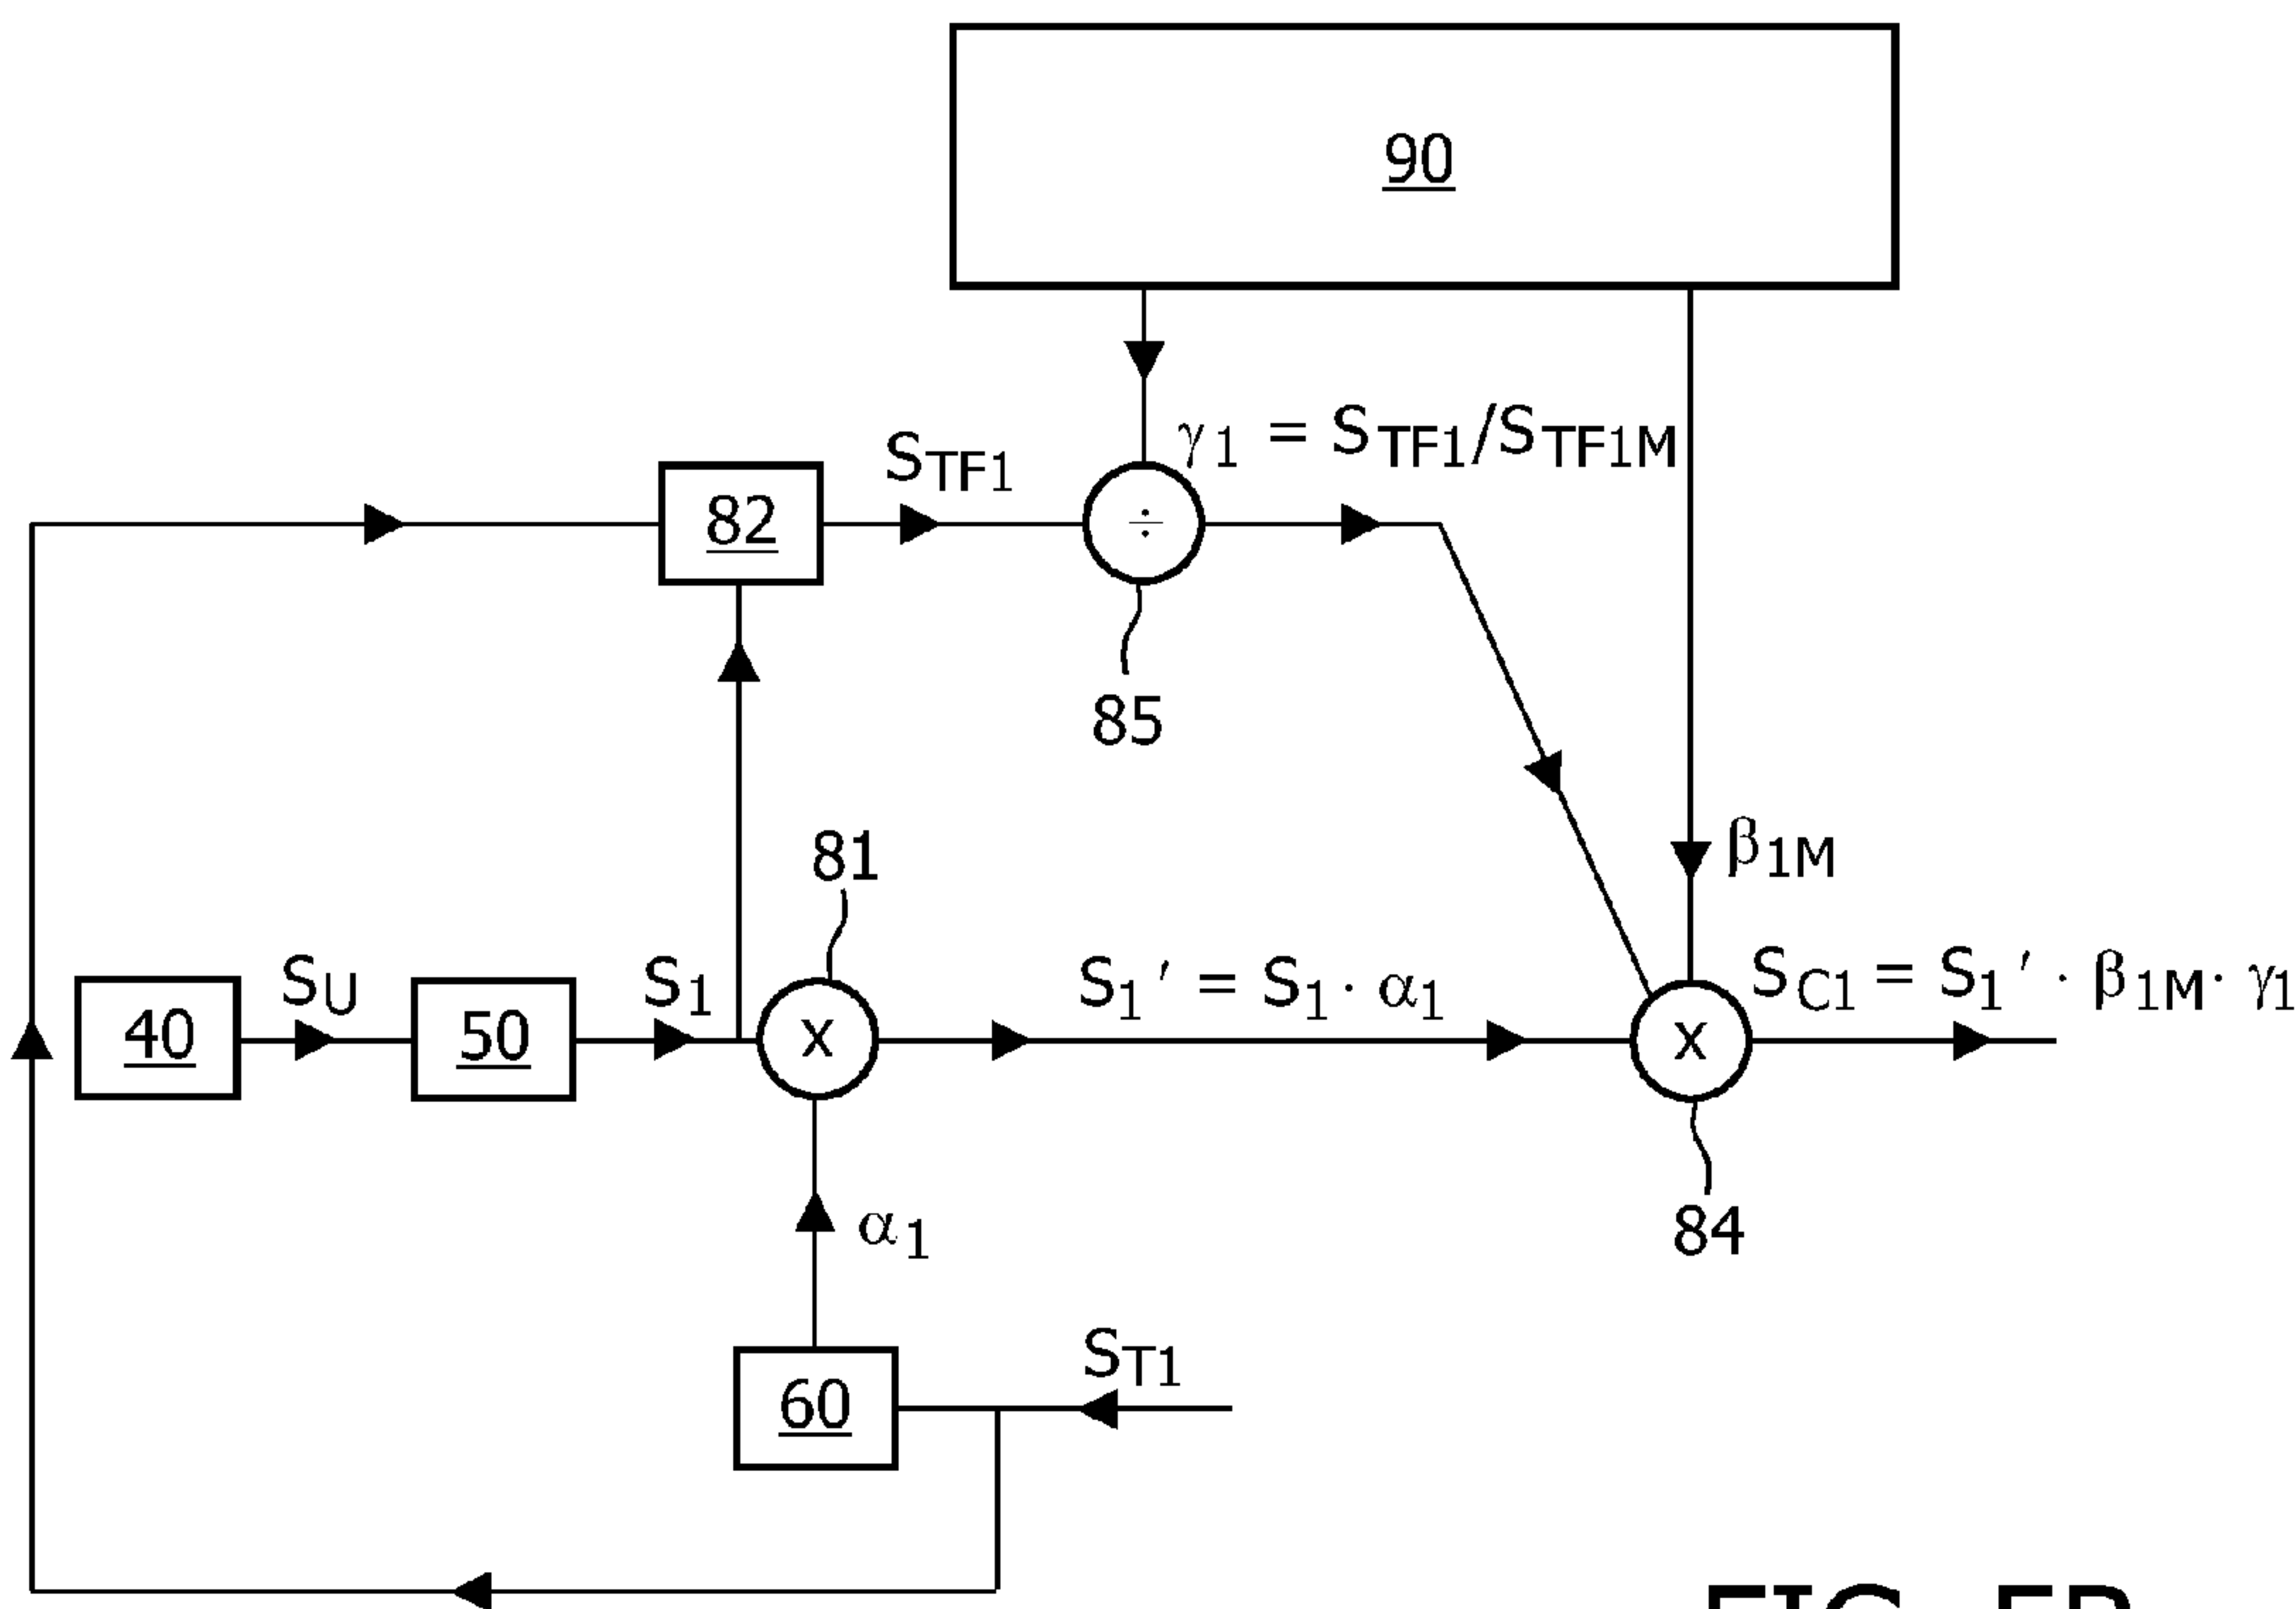 90
γ1 = STF1/STF1M
STF1
82
÷
85
81
β1M
SU
S1
S1' = S1 · α1
SC1 = S1' · β1M · γ1
40
50
x
x
α1
84
ST1
60